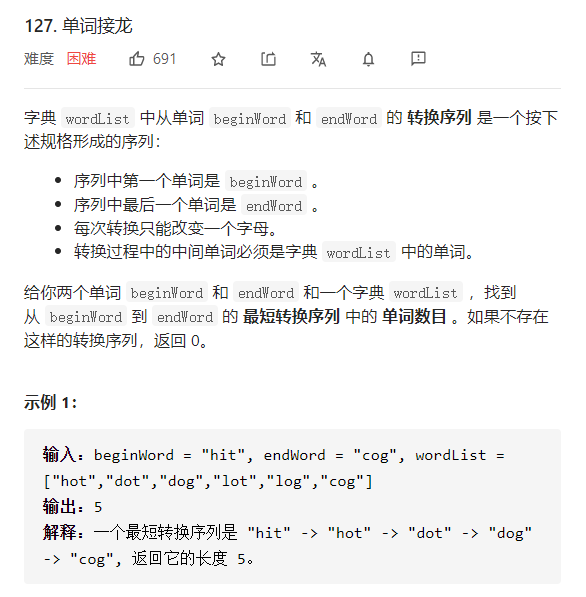 127. 单词接龙
难度 困难 691
字典 wordList 中从单词 beginWord 和 endWord 的 转换序列 是一个按下
述规格形成的序列：
• 序列中第一个单词是 beginWord 。
• 序列中最后一个单词是 endWord 。
• 每次转换只能改变一个字母。
• 转换过程中的中间单词必须是字典 wordList 中的单词。
给你两个单词 beginWord 和 endWord 和一个字典 wordList ，找到
从 beginWord 到 endWord 的 最短转换序列 中的 单词数目 。如果不存在
这样的转换序列，返回 0。
示例 1：
输入：beginWord = "hit", endWord = "cog", wordList =
["hot","dot","dog","lot","log","cog"]
输出：5
解释：一个最短转换序列是 "hit" -> "hot" -> "dot" -> "dog"
-> "cog", 返回它的长度 5。